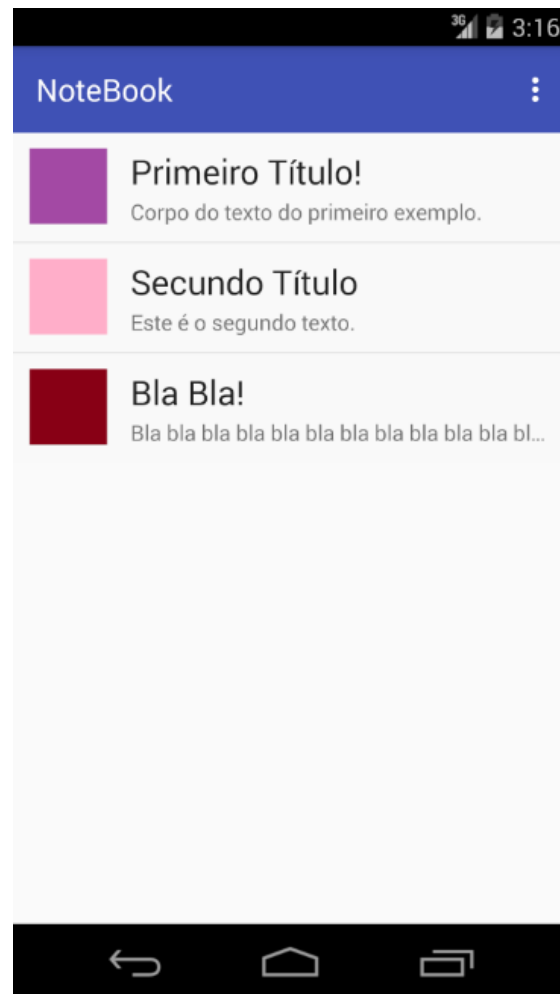 3G 3:16
NoteBook
Primeiro Título!
Corpo do texto do primeiro exemplo.
Secundo Título
Este é o segundo texto.
Bla Bla!
Bla bla bla bla bla bla bla bla bla bla bla bl...